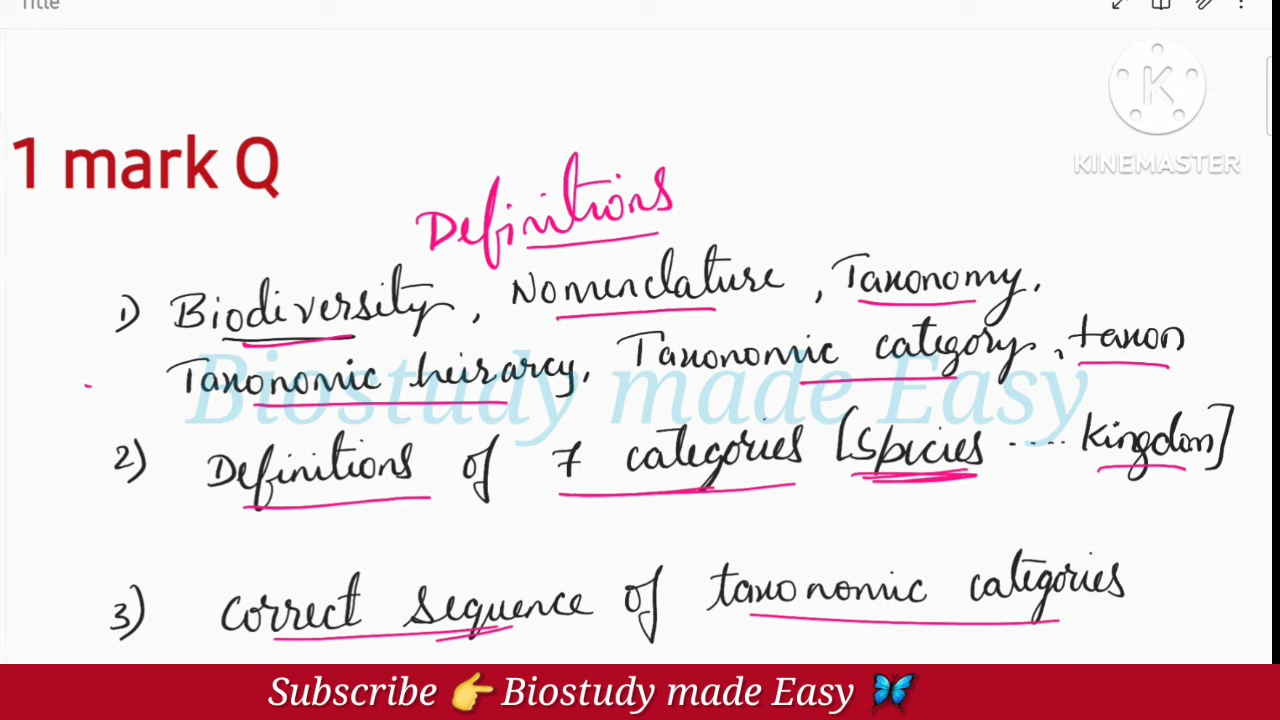 Title
KINEMASTER
1 mark Q
Definitions
1) Biodiversity, Nomenclature, Taxonomy,
Taxonomic heirarcy, Taxonomic category, taxon
Biostudy made Easy
2) Definitions of 7 categories [Species .... Kingdom]
3) Correct sequence of taxonomic categories
Subscribe 👉 Biostudy made Easy 🦋